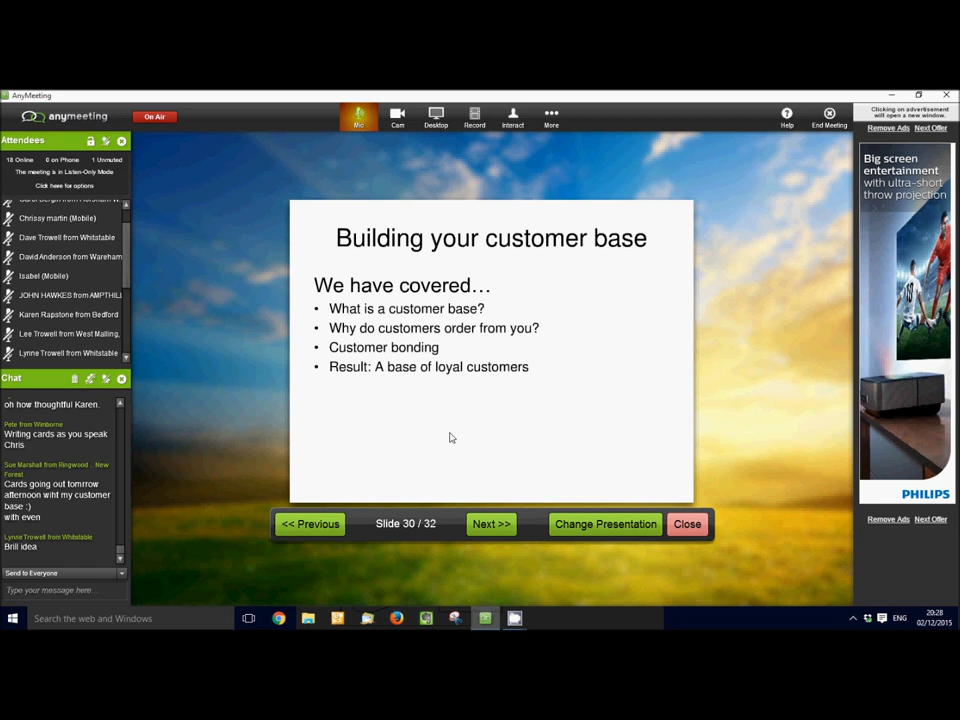 AnyMeeting
anymeeting
On Air
Mic
Cam
Desktop
Record
Interact
More
Help
End Meeting
Clicking on advertisement
will open a new window.
Remove Ads Next Offer
Attendees
18 Online 0 on Phone 1 Unmuted
The meeting is in Listen-Only Mode
Click here for options
Chrissy martin (Mobile)
Dave Trowell from Whitstable
David Anderson from Wareham
Isabel (Mobile)
JOHN HAWKES from AMPTHILL
Karen Rapstone from Bedford
Lee Trowell from West Malling,
Lynne Trowell from Whitstable
Chat
oh how thoughtful Karen.
Pete from Wimborne
Writing cards as you speak
Chris
Sue Marshall from Ringwood .. New
Forest
Cards going out tomrrow
afternoon wiht my customer
base :)
with even
Lynne Trowell from Whitstable
Brill idea
Send to Everyone
Type your message here...
Building your customer base
We have covered…
• What is a customer base?
• Why do customers order from you?
• Customer bonding
• Result: A base of loyal customers
<< Previous
Slide 30 / 32
Next >>
Change Presentation
Close
Big screen
entertainment
with ultra-short
throw projection
PHILIPS
Remove Ads Next Offer
Search the web and Windows
ENG
20:28
02/12/2015